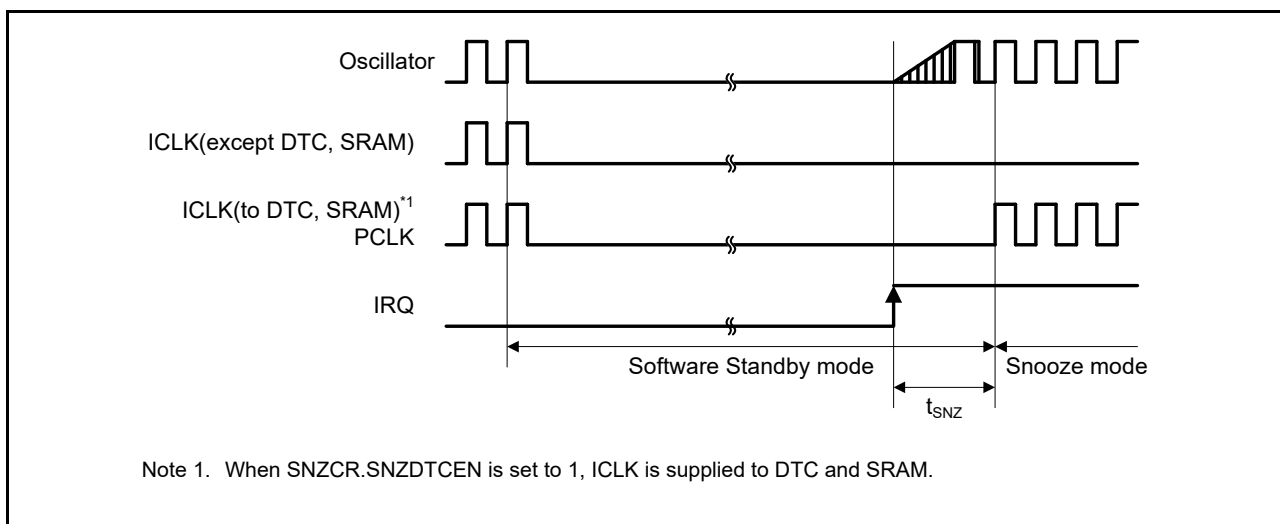 Oscillator
ICLK(except DTC, SRAM)
ICLK(to DTC, SRAM)*1
PCLK
IRQ
Software Standby mode
Snooze mode
tSNZ
Note 1. When SNZCR.SNZDTCEN is set to 1, ICLK is supplied to DTC and SRAM.